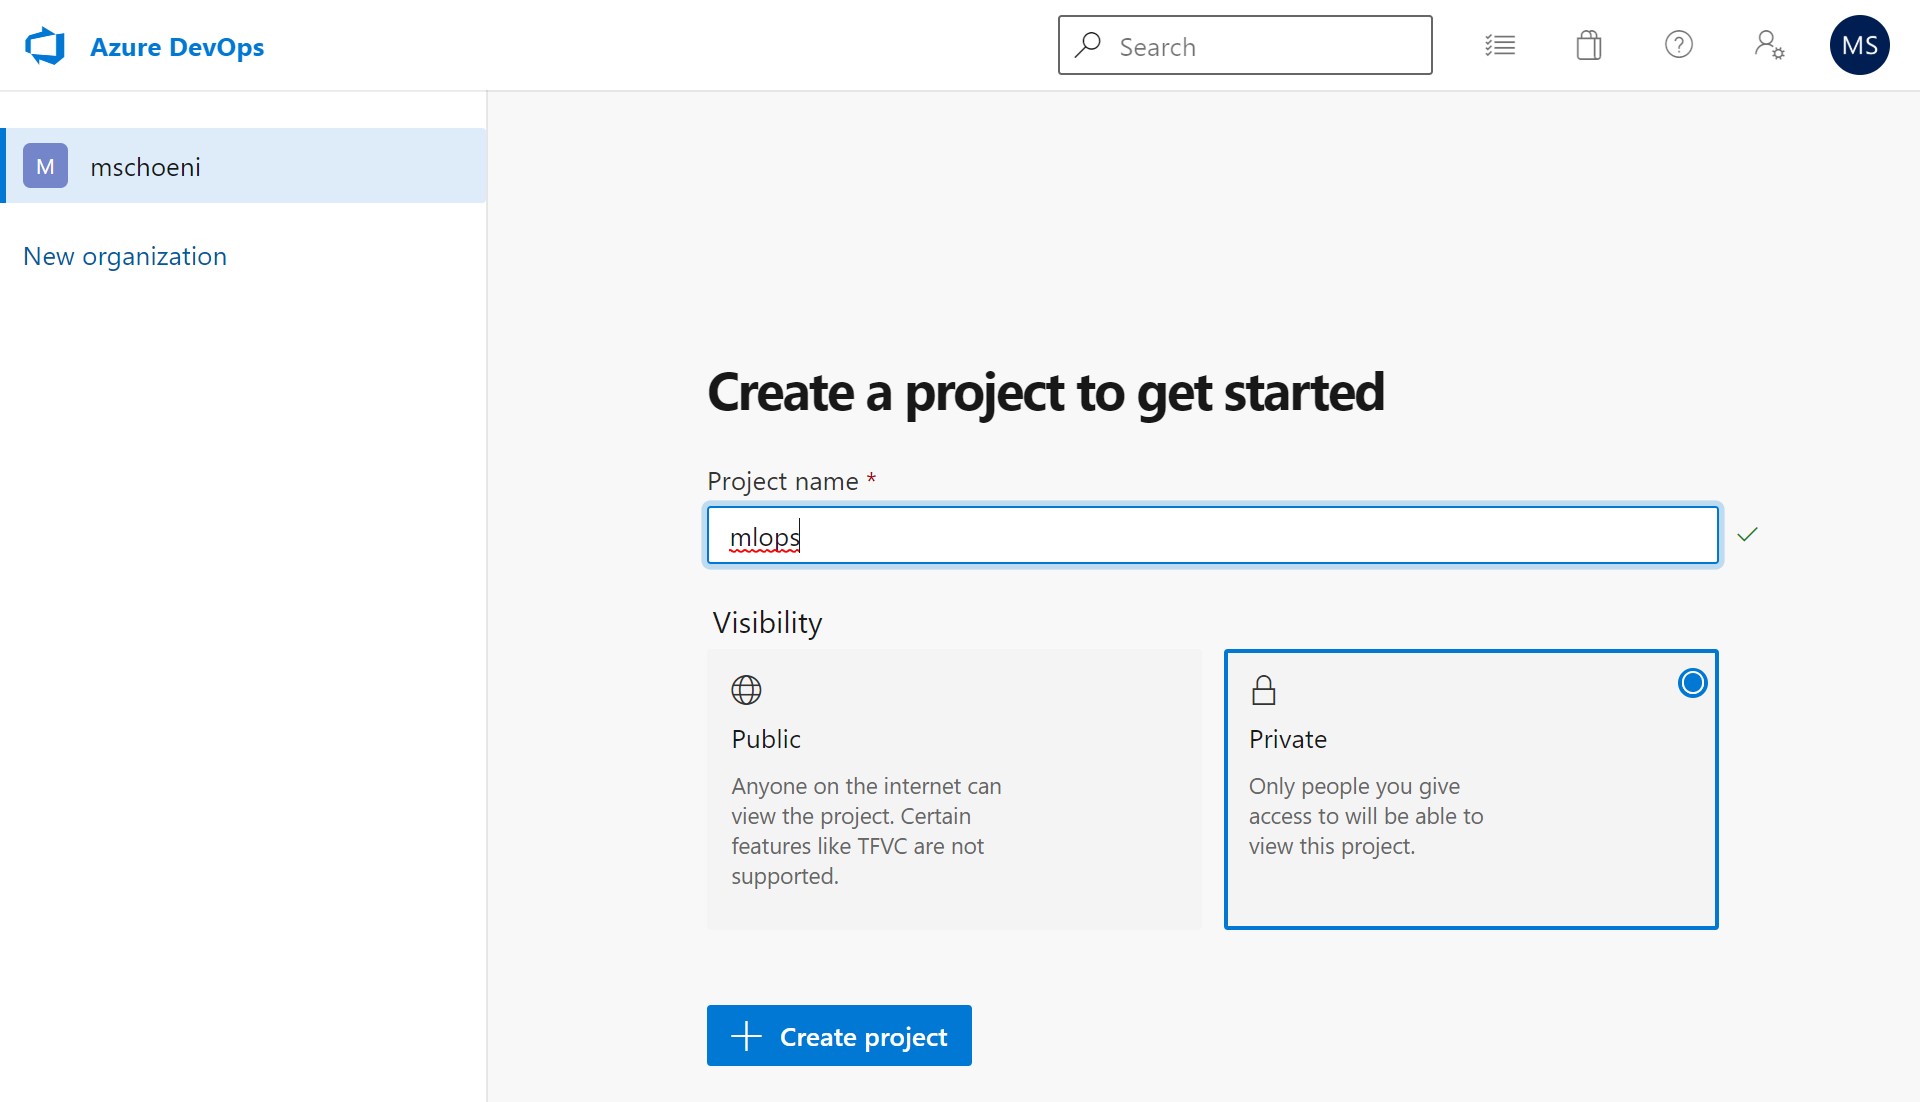 Azure DevOps
Search
MS
M
mschoeni
New organization
Create a project to get started
Project name *
mlops
Visibility
Public
Anyone on the internet can
view the project. Certain
features like TFVC are not
supported.
Private
Only people you give
access to will be able to
view this project.
Create project